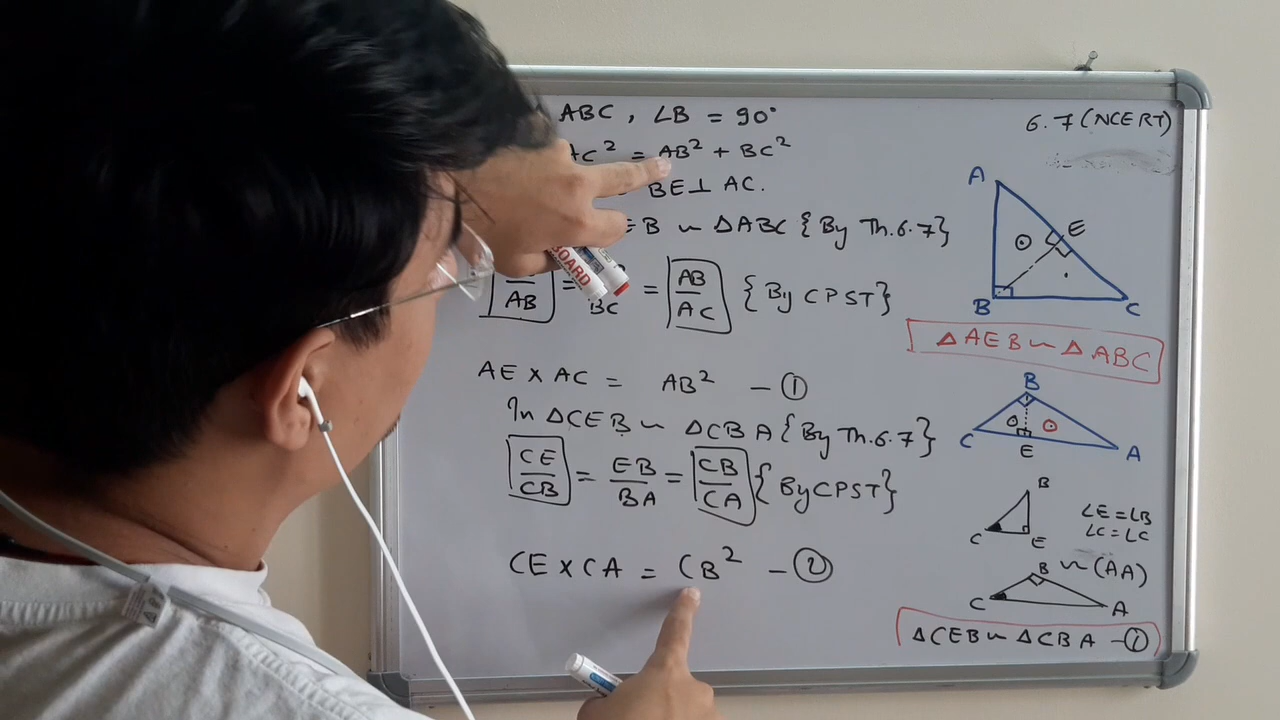 ABC, ∠B = 90°
AC² = AB² + BC²
BE ⊥ AC.
EB ~ ΔABC {By Th.6.7}
AB = BC = AB/AC {By CPST}
AE × AC = AB² – ①
In ΔCEB ~ ΔCBA {By Th.6.7}
CE/CB = EB/BA = CB/CA {By CPST}
CE × CA = CB² – ②
BOARD
6.7 (NCERT)
A
E
B
C
ΔAEB ~ ΔABC
B
C
E
A
B
C
E
∠E = ∠B
∠C = ∠C
~ (AA)
B
C
A
ΔCEB ~ ΔCBA – ①